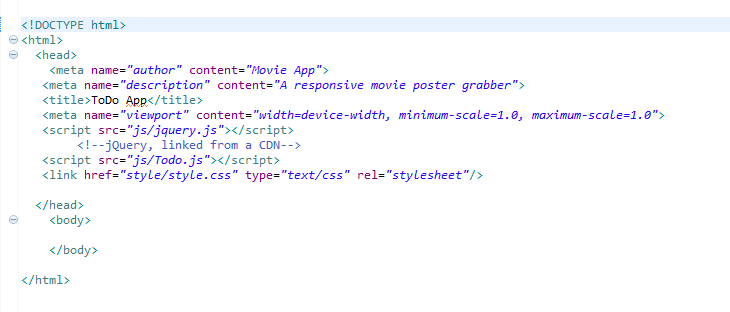 <!DOCTYPE html>
<html>
<head>
<meta name="author" content="Movie App">
<meta name="description" content="A responsive movie poster grabber">
<title>ToDo App</title>
<meta name="viewport" content="width=device-width, minimum-scale=1.0, maximum-scale=1.0">
<script src="js/jquery.js"></script>
<!--jQuery, linked from a CDN-->
<script src="js/Todo.js"></script>
<link href="style/style.css" type="text/css" rel="stylesheet"/>
</head>
<body>
</body>
</html>